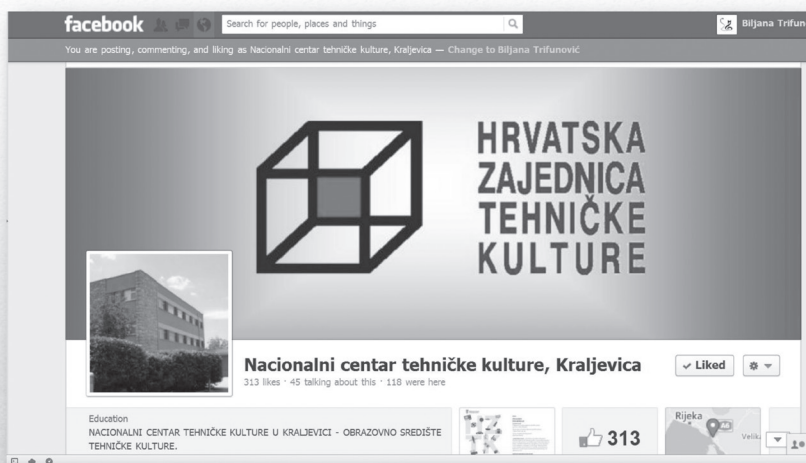 facebook
Search for people, places and things
Biljana Trifun
You are posting, commenting, and liking as Nacionalni centar tehničke kulture, Kraljevica — Change to Biljana Trifunović
HRVATSKA
ZAJEDNICA
TEHNIČKE
KULTURE
Nacionalni centar tehničke kulture, Kraljevica
313 likes · 45 talking about this · 118 were here
Liked
Education
NACIONALNI CENTAR TEHNIČKE KULTURE U KRALJEVICI - OBRAZOVNO SREDIŠTE
TEHNIČKE KULTURE.
313
Rijeka
Velik.